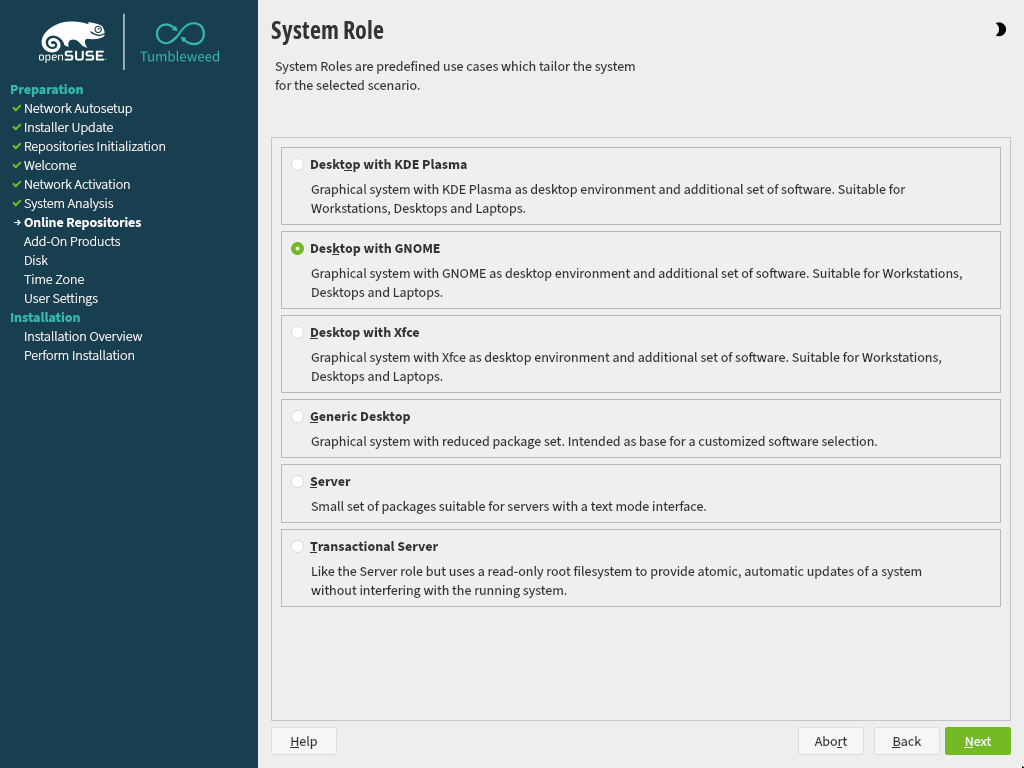 openSUSE
Tumbleweed
Preparation
Network Autosetup
Installer Update
Repositories Initialization
Welcome
Network Activation
System Analysis
Online Repositories
Add-On Products
Disk
Time Zone
User Settings
Installation
Installation Overview
Perform Installation
System Role
System Roles are predefined use cases which tailor the system
for the selected scenario.
Desktop with KDE Plasma
Graphical system with KDE Plasma as desktop environment and additional set of software. Suitable for
Workstations, Desktops and Laptops.
Desktop with GNOME
Graphical system with GNOME as desktop environment and additional set of software. Suitable for Workstations,
Desktops and Laptops.
Desktop with Xfce
Graphical system with Xfce as desktop environment and additional set of software. Suitable for Workstations,
Desktops and Laptops.
Generic Desktop
Graphical system with reduced package set. Intended as base for a customized software selection.
Server
Small set of packages suitable for servers with a text mode interface.
Transactional Server
Like the Server role but uses a read-only root filesystem to provide atomic, automatic updates of a system
without interfering with the running system.
Help
Abort
Back
Next